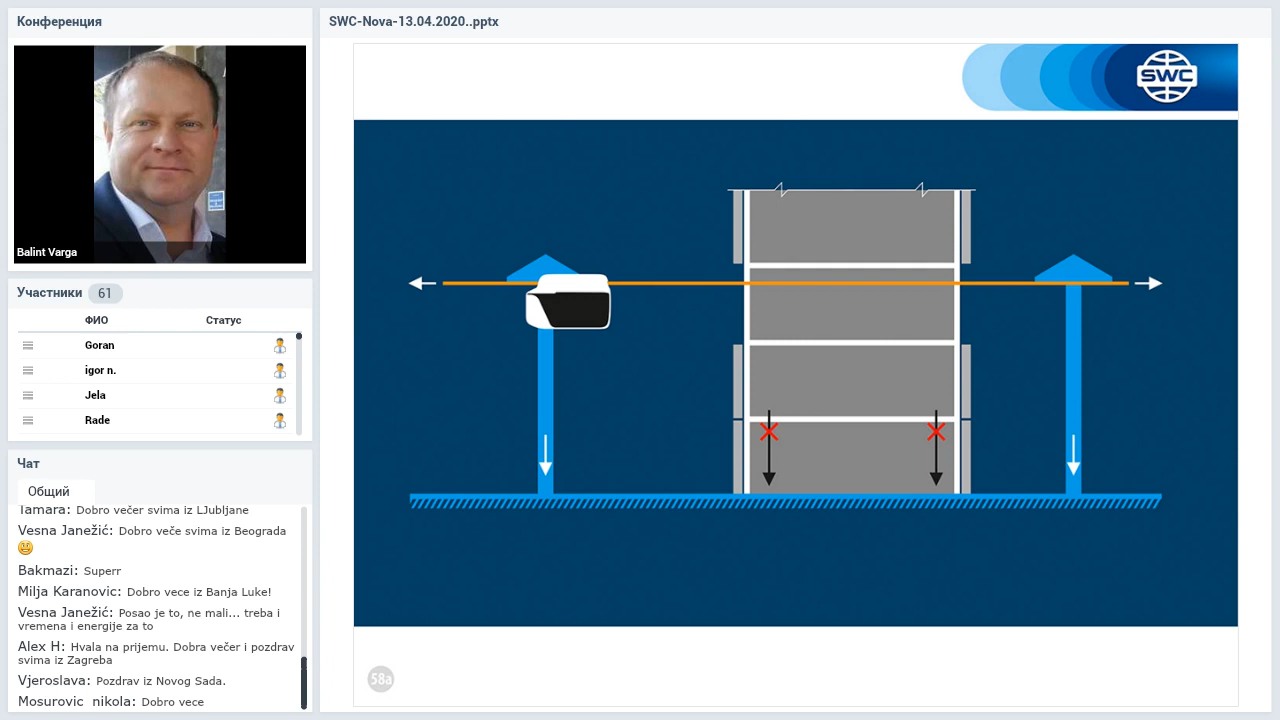 Конференция
Balint Varga
Участники 61
ФИО Статус
Goran
igor n.
Jela
Rade
Чат
Общий
Tamara: Dobro večer svima iz LJubljane
Vesna Janežić: Dobro veče svima iz Beograda
Bakmazi: Superr
Milja Karanovic: Dobro vece iz Banja Luke!
Vesna Janežić: Posao je to, ne mali... treba i
vremena i energije za to
Alex H: Hvala na prijemu. Dobra večer i pozdrav
svima iz Zagreba
Vjeroslava: Pozdrav iz Novog Sada.
Mosurovic nikola: Dobro vece
SWC-Nova-13.04.2020..pptx
SWC
58a